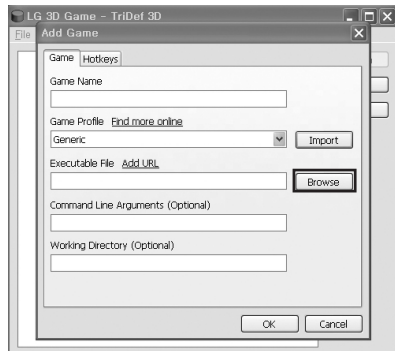 LG 3D Game - TriDef 3D
File
Add Game
Game Hotkeys
Game Name
Game Profile Find more online
Generic Import
Executable File Add URL
Browse
Command Line Arguments (Optional)
Working Directory (Optional)
OK Cancel